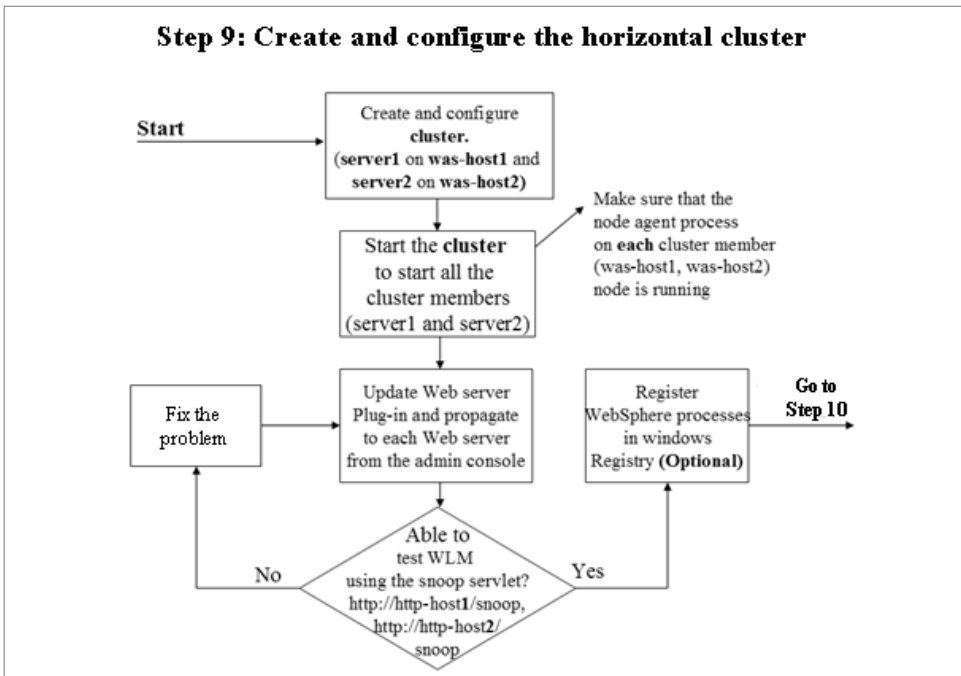 Step 9: Create and configure the horizontal cluster
Start
Create and configure
cluster.
(server1 on was-host1 and
server2 on was-host2)
Make sure that the
node agent process
on each cluster member
(was-host1, was-host2)
node is running
Start the cluster
to start all the
cluster members
(server1 and server2)
Fix the
problem
Update Web server
Plug-in and propagate
to each Web server
from the admin console
Register
WebSphere processes
in windows
Registry (Optional)
Go to
Step 10
Able to
test WLM
using the snoop servlet?
http://http-host1/snoop,
http://http-host2/
snoop
No
Yes